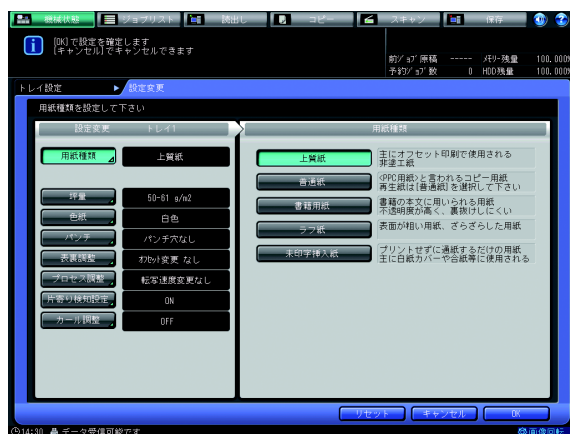 機械状態 ジョブリスト 読出し コピー スキャン 保存
[OK]で設定を確定します
[キャンセル]でキャンセルできます
前ｼﾞｮﾌﾞ原稿 ----- ﾒﾓﾘｰ残量 100.000%
予約ｼﾞｮﾌﾞ数 0 HDD残量 100.000%
トレイ設定 設定変更
用紙種類を設定して下さい
設定変更 トレイ1 用紙種類
用紙種類 上質紙
坪量 50-61 g/m2
色紙 白色
パンチ パンチ穴なし
表裏調整 ｵﾌｾｯﾄ変更 なし
プロセス調整 転写速度変更なし
片寄り検知設定 ON
カール調整 OFF
上質紙 主にオフセット印刷で使用される
非塗工紙
普通紙 <PPC用紙>と言われるコピー用紙
再生紙は[普通紙]を選択して下さい
書籍用紙 書籍の本文に用いられる用紙
不透明度が高く、裏抜けしにくい
ラフ紙 表面が粗い用紙、ざらざらした用紙
未印字挿入紙 プリントせずに通紙するだけの用紙
主に白紙カバーや合紙等に使用される
リセット キャンセル OK
14:30 データ受信可能です 画像回転